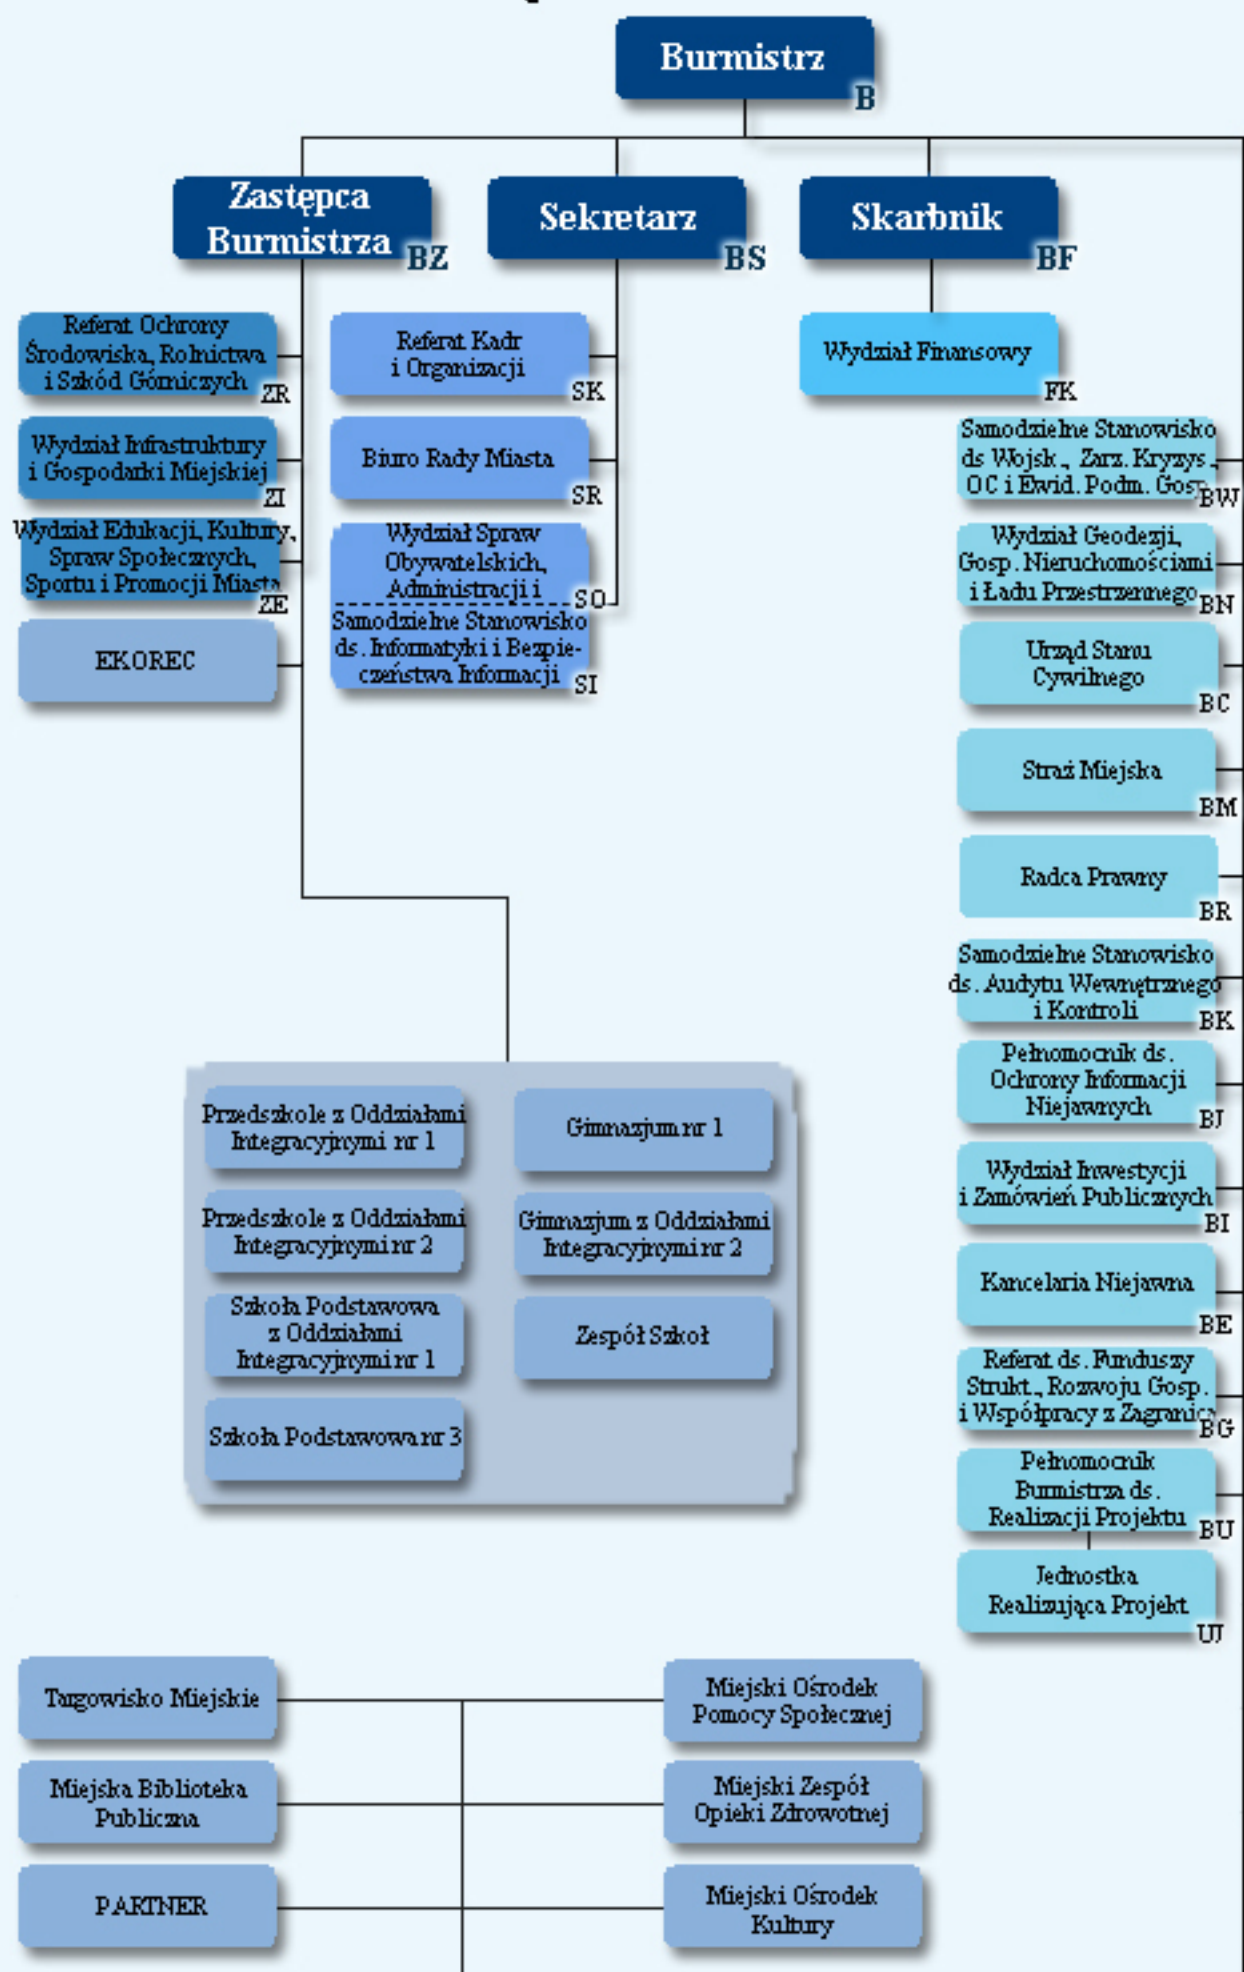 Burmistrz
B
Zastępca
Burmistrza
BZ
Sekretarz
BS
Skarbnik
BF
Referat Ochrony
Środowiska, Rolnictwa
i Szkód Górniczych
ZR
Wydział Infrastruktury
i Gospodarki Miejskiej
ZI
Wydział Edukacji, Kultury,
Spraw Społecznych,
Sportu i Promocji Miasta
ZE
EKOREC
Referat Kadr
i Organizacji
SK
Biuro Rady Miasta
SR
Wydział Spraw
Obywatelskich,
Administracji i
SO
Samodzielne Stanowisko
ds. Informatyki i Bezpie-
czeństwa Informacji
SI
Wydział Finansowy
FK
Samodzielne Stanowisko
ds Wojsk., Zarz. Kryzys.,
OC i Ewid. Podm. Gosp.
BW
Wydział Geodezji,
Gosp. Nieruchomościami
i Ładu Przestrzennego
BN
Urząd Stanu
Cywilnego
BC
Straż Miejska
BM
Radca Prawny
BR
Samodzielne Stanowisko
ds. Audytu Wewnętrznego
i Kontroli
BK
Pełnomocnik ds.
Ochrony Informacji
Niejawnych
BJ
Wydział Inwestycji
i Zamówień Publicznych
BI
Kancelaria Niejawna
BE
Referat ds. Funduszy
Strukt., Rozwoju Gosp.
i Współpracy z Zagranicą
BG
Pełnomocnik
Burmistrza ds.
Realizacji Projektu
BU
Jednostka
Realizująca Projekt
UJ
Przedszkole z Oddziałami
Integracyjnymi nr 1
Gimnazjum nr 1
Przedszkole z Oddziałami
Integracyjnymi nr 2
Gimnazjum z Oddziałami
Integracyjnymi nr 2
Szkoła Podstawowa
z Oddziałami
Integracyjnymi nr 1
Zespół Szkół
Szkoła Podstawowa nr 3
Targowisko Miejskie
Miejski Ośrodek
Pomocy Społecznej
Miejska Biblioteka
Publiczna
Miejski Zespół
Opieki Zdrowotnej
PARTNER
Miejski Ośrodek
Kultury